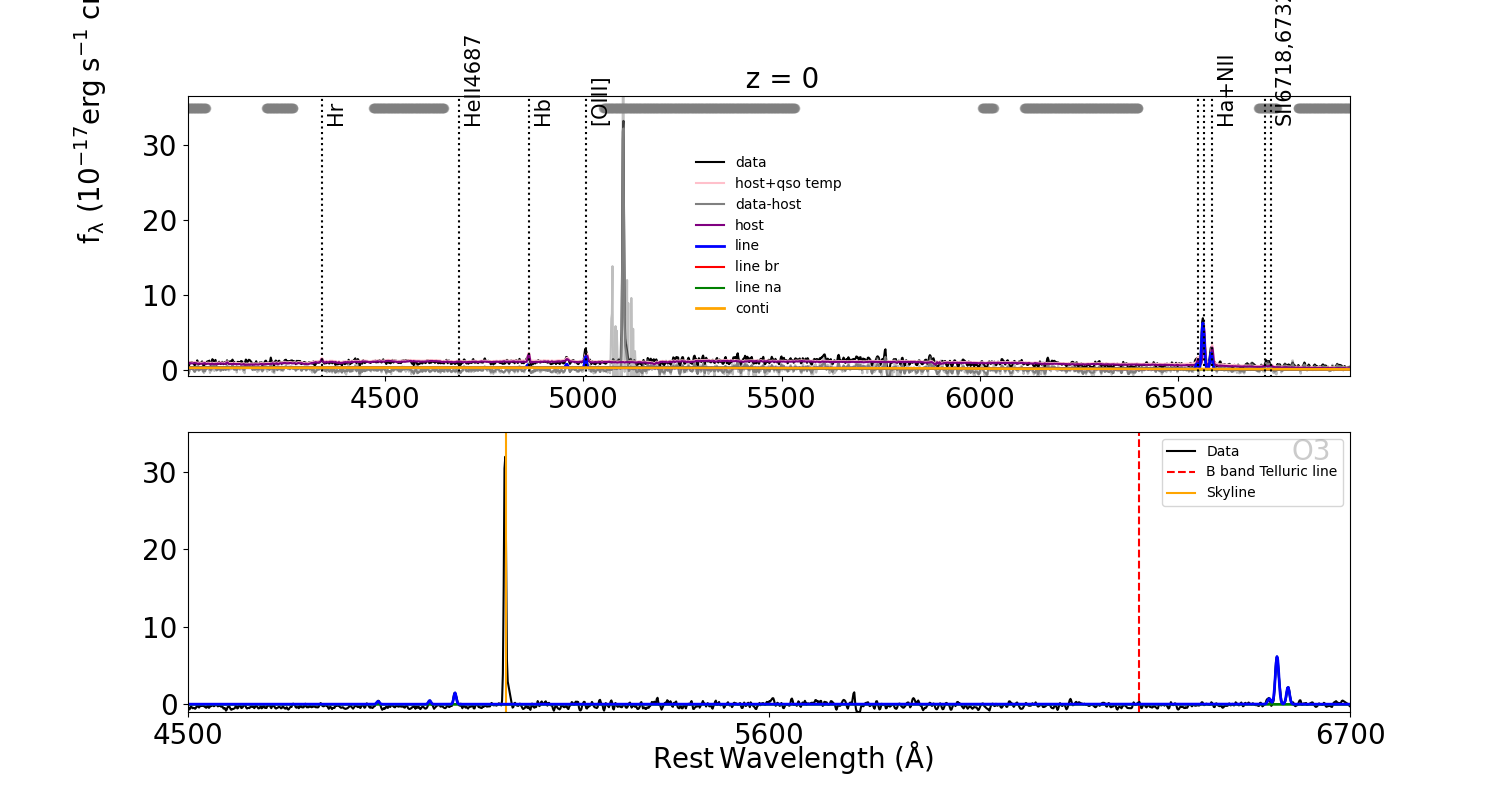 f_λ (10^−17 erg s^−1 c
Hr
HeII4687
Hb
[OIII]
Ha+NII
SII6718,673
z = 0
30
20
10
0
data
host+qso temp
data-host
host
line
line br
line na
conti
4500
5000
5500
6000
6500
30
20
10
0
O3
Data
B band Telluric line
Skyline
4500
5600
6700
Rest Wavelength (Å)